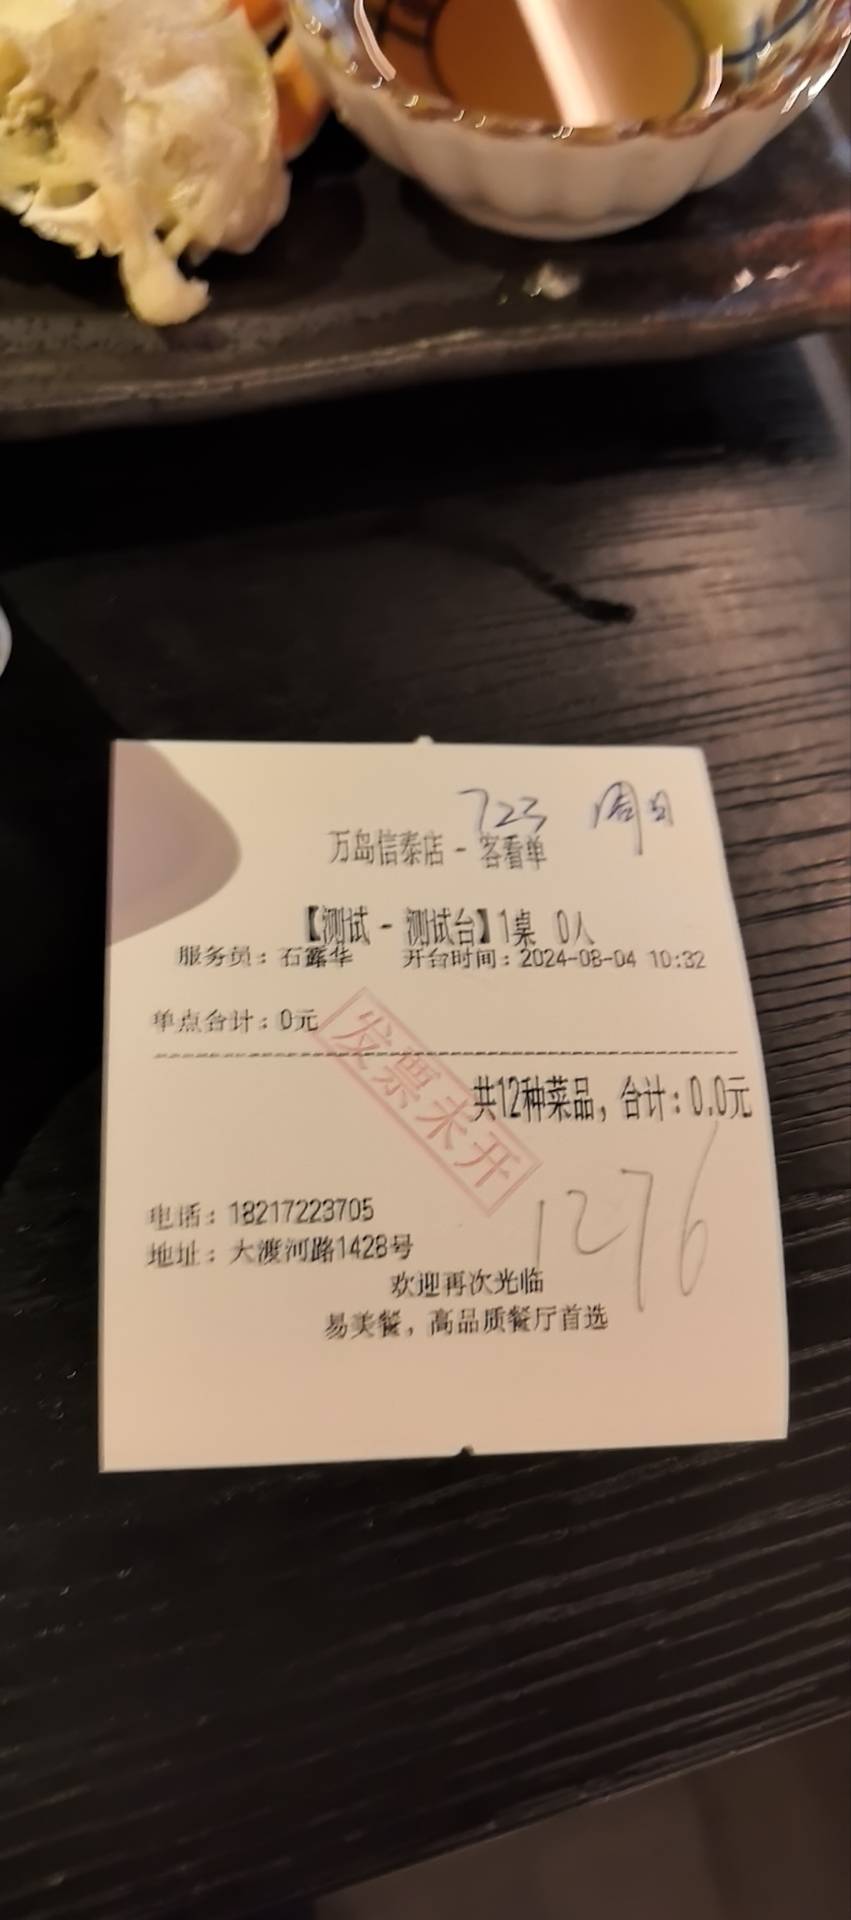 723 周日
万岛信泰店 - 客看单
【测试 - 测试台】1桌 0人
服务员：石露华 开台时间：2024-08-04 10:32
单点合计：0元
发票未开
共12种菜品，合计：0.0元
1276
电话：18217223705
地址：大渡河路1428号
欢迎再次光临
易美餐，高品质餐厅首选